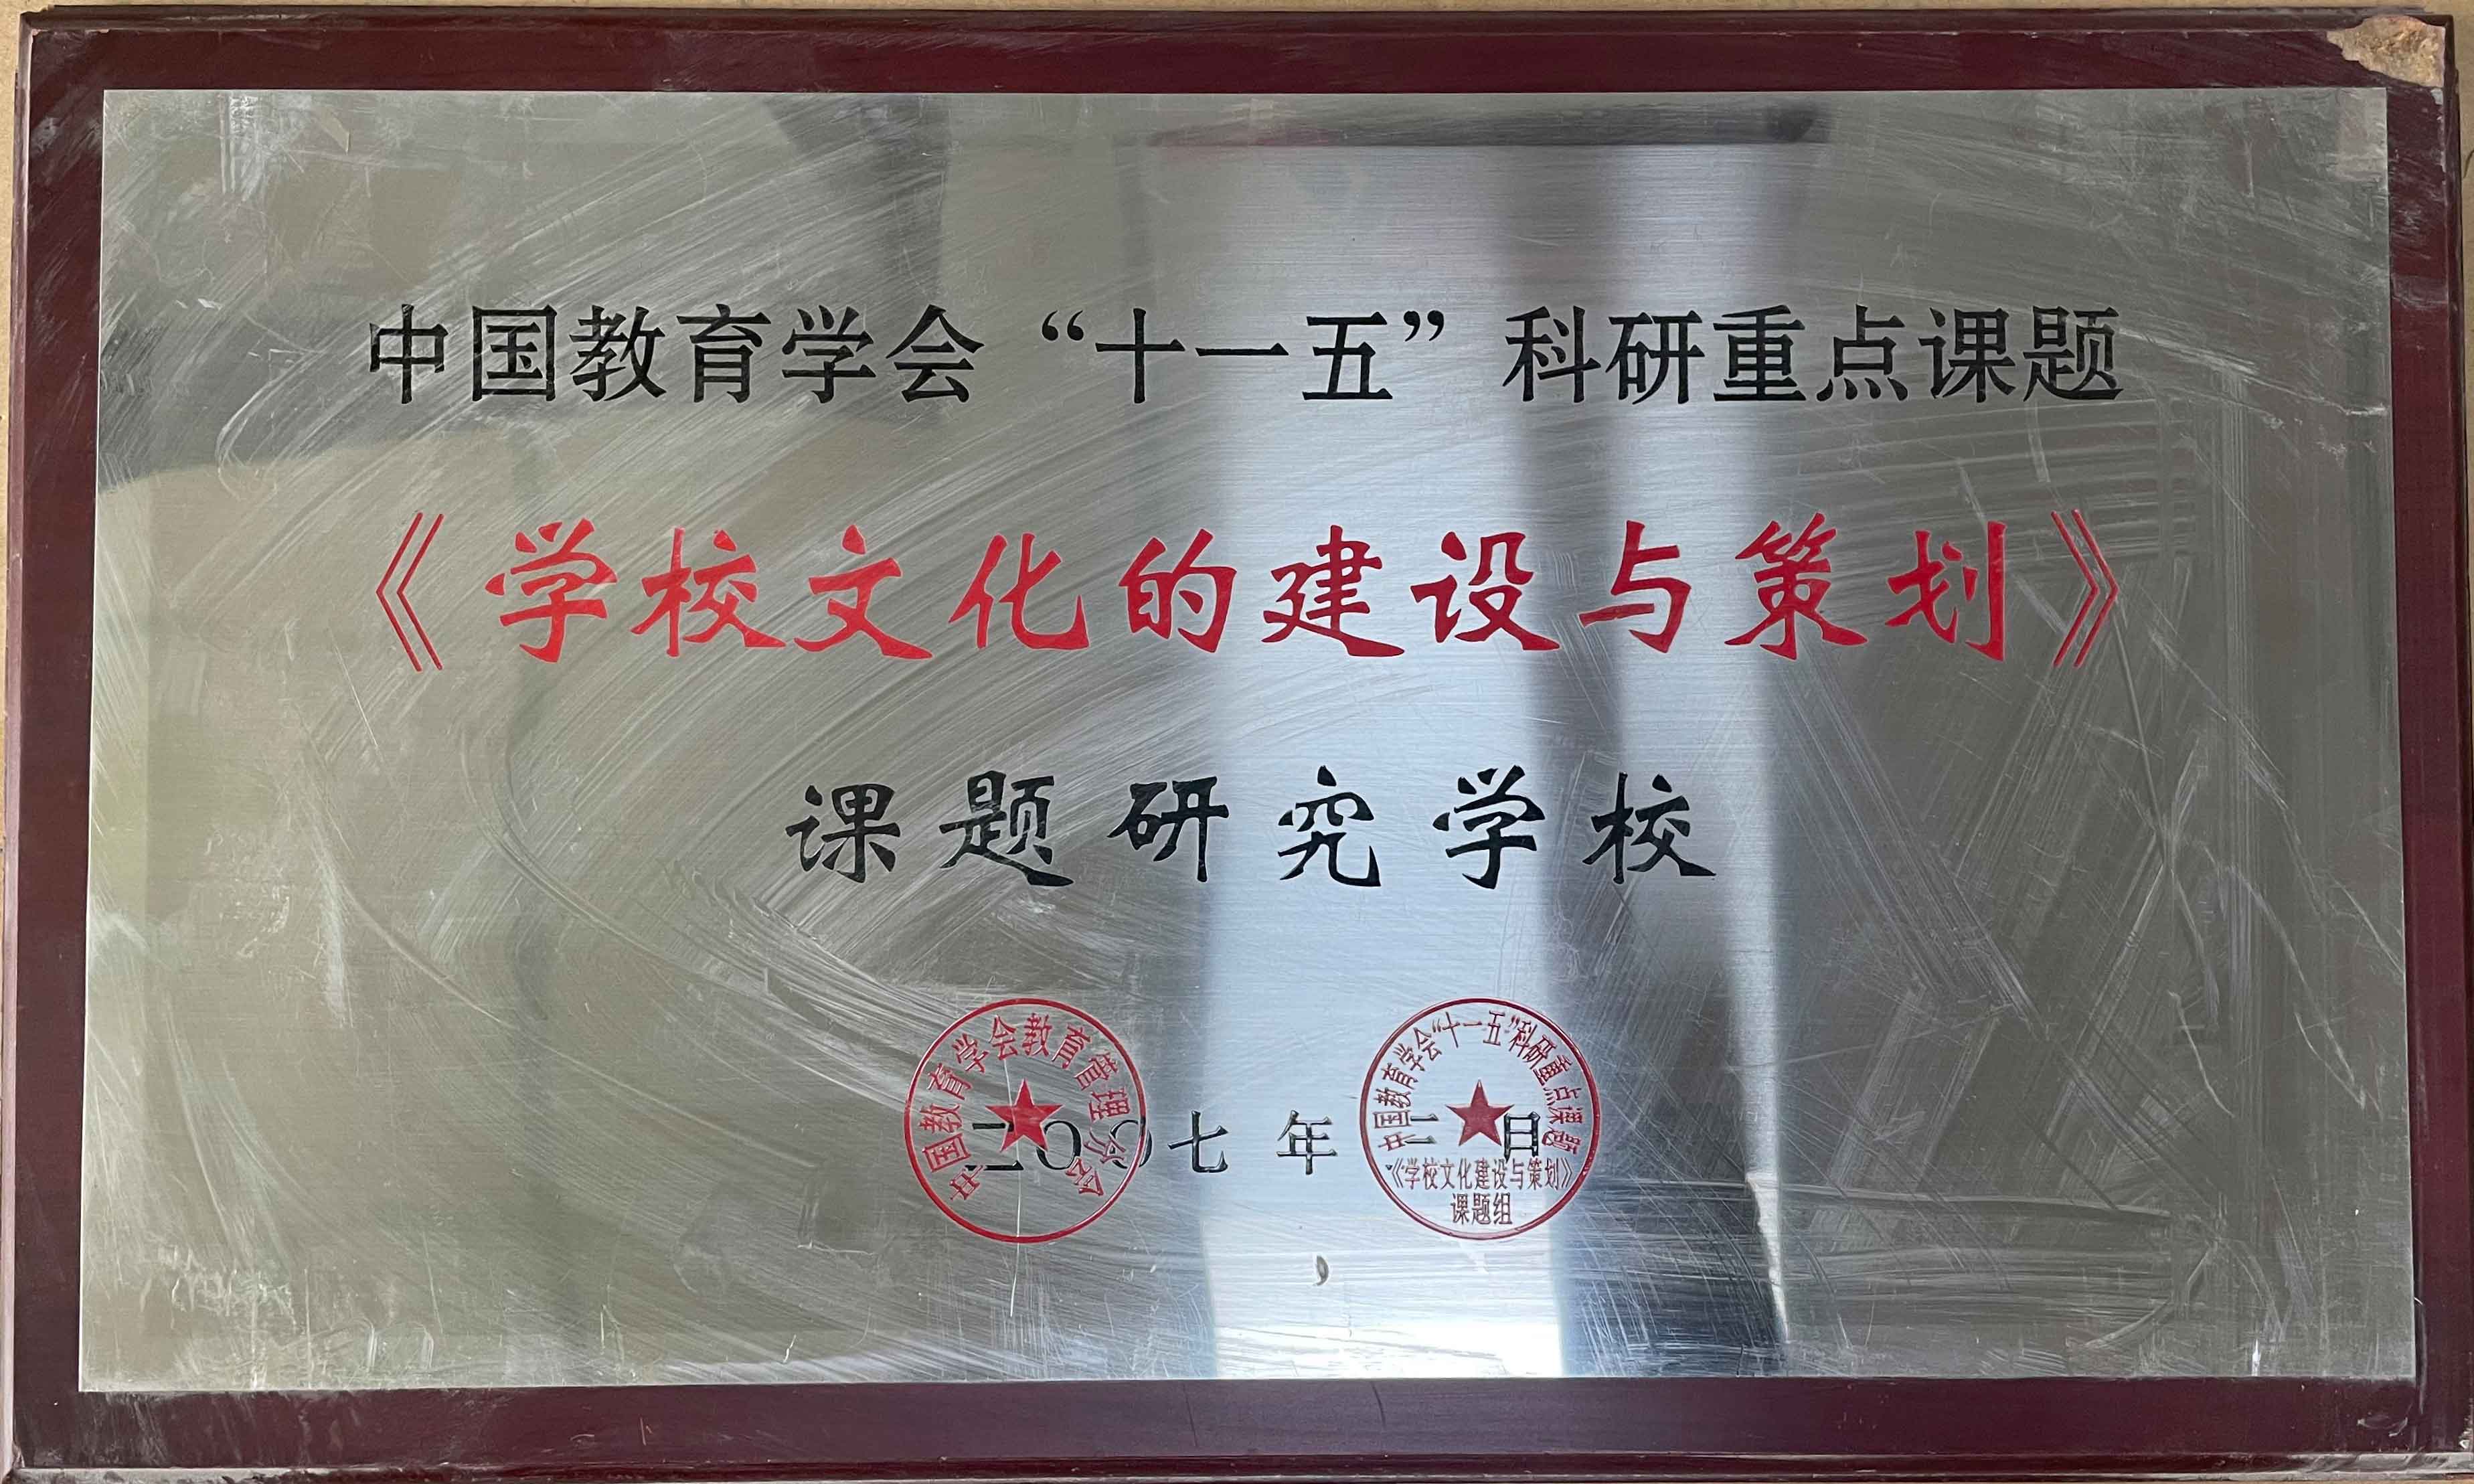 中国教育学会“十一五”科研重点课题
《学校文化的建设与策划》
课题研究学校
中国教育学会教育管理分会
中国教育学会“十一五”科研重点课题
《学校文化建设与策划》
课题组
二〇〇七年 日